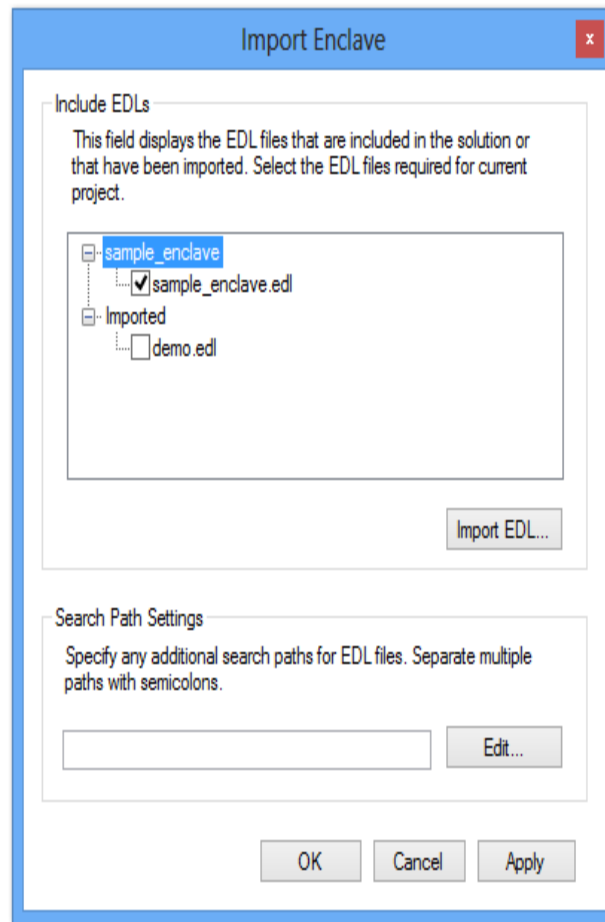 Import Enclave
x
Include EDLs
This field displays the EDL files that are included in the solution or
that have been imported. Select the EDL files required for current
project.
sample_enclave
sample_enclave.edl
Imported
demo.edl
Import EDL...
Search Path Settings
Specify any additional search paths for EDL files. Separate multiple
paths with semicolons.
Edit...
OK
Cancel
Apply